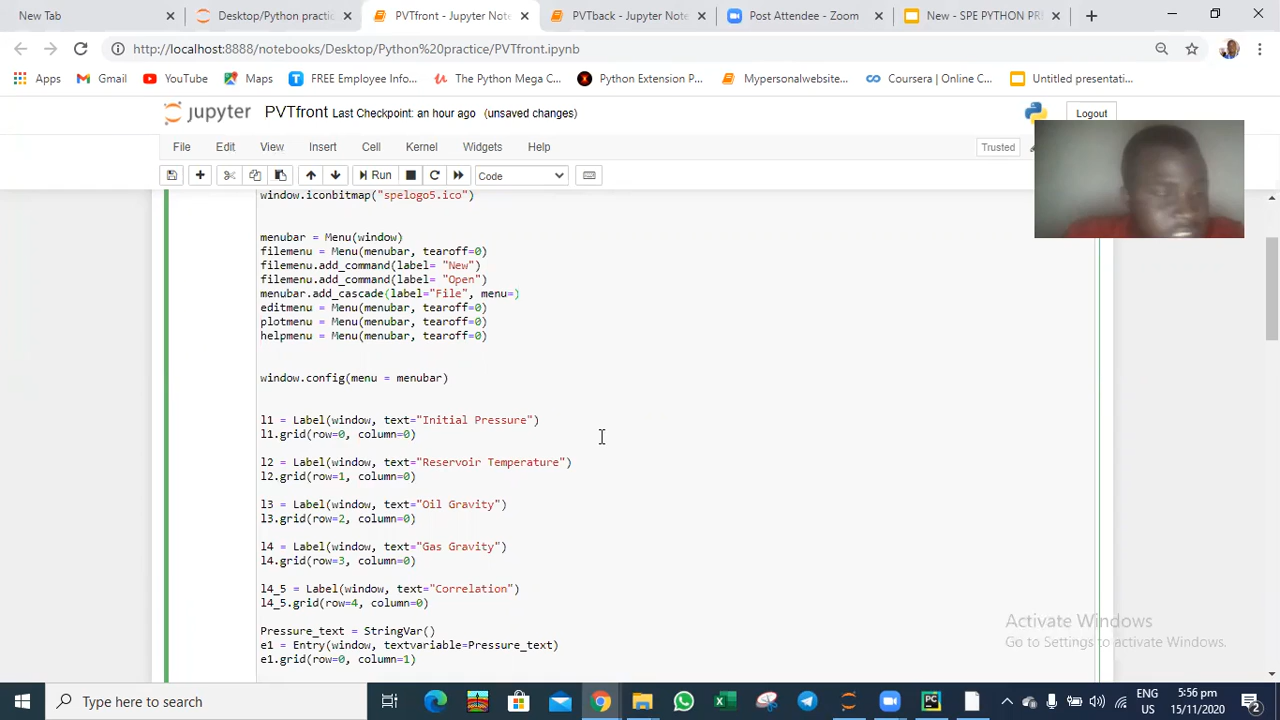 New Tab
Desktop/Python practic
PVTfront - Jupyter Note
PVTback - Jupyter Note
Post Attendee - Zoom
New - SPE PYTHON PR
http://localhost:8888/notebooks/Desktop/Python%20practice/PVTfront.ipynb
Apps
Gmail
YouTube
Maps
FREE Employee Info...
The Python Mega C...
Python Extension P...
Mypersonalwebsite...
Coursera | Online C...
Untitled presentati...
jupyter
PVTfront
Last Checkpoint: an hour ago (unsaved changes)
Logout
File
Edit
View
Insert
Cell
Kernel
Widgets
Help
Trusted
Run
Code
window.iconbitmap("spelogo5.ico")
menubar = Menu(window)
filemenu = Menu(menubar, tearoff=0)
filemenu.add_command(label= "New")
filemenu.add_command(label= "Open")
menubar.add_cascade(label="File", menu=)
editmenu = Menu(menubar, tearoff=0)
plotmenu = Menu(menubar, tearoff=0)
helpmenu = Menu(menubar, tearoff=0)
window.config(menu = menubar)
l1 = Label(window, text="Initial Pressure")
l1.grid(row=0, column=0)
l2 = Label(window, text="Reservoir Temperature")
l2.grid(row=1, column=0)
l3 = Label(window, text="Oil Gravity")
l3.grid(row=2, column=0)
l4 = Label(window, text="Gas Gravity")
l4.grid(row=3, column=0)
l4_5 = Label(window, text="Correlation")
l4_5.grid(row=4, column=0)
Pressure_text = StringVar()
e1 = Entry(window, textvariable=Pressure_text)
e1.grid(row=0, column=1)
Activate Windows
Go to Settings to activate Windows.
Type here to search
ENG
US
5:56 pm
15/11/2020
2